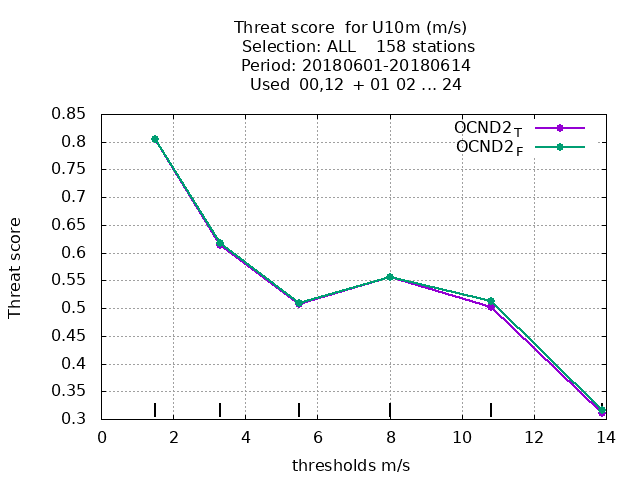 Threat score  for U10m (m/s)
Selection: ALL    158 stations
Period: 20180601-20180614
Used  00,12  + 01 02 ... 24
0.85
OCND2T
0.8
OCND2F
0.75
0.7
0.65
0.6
0.55
0.5
0.45
0.4
0.35
0.3
Threat score
0 2 4 6 8 10 12 14
thresholds m/s